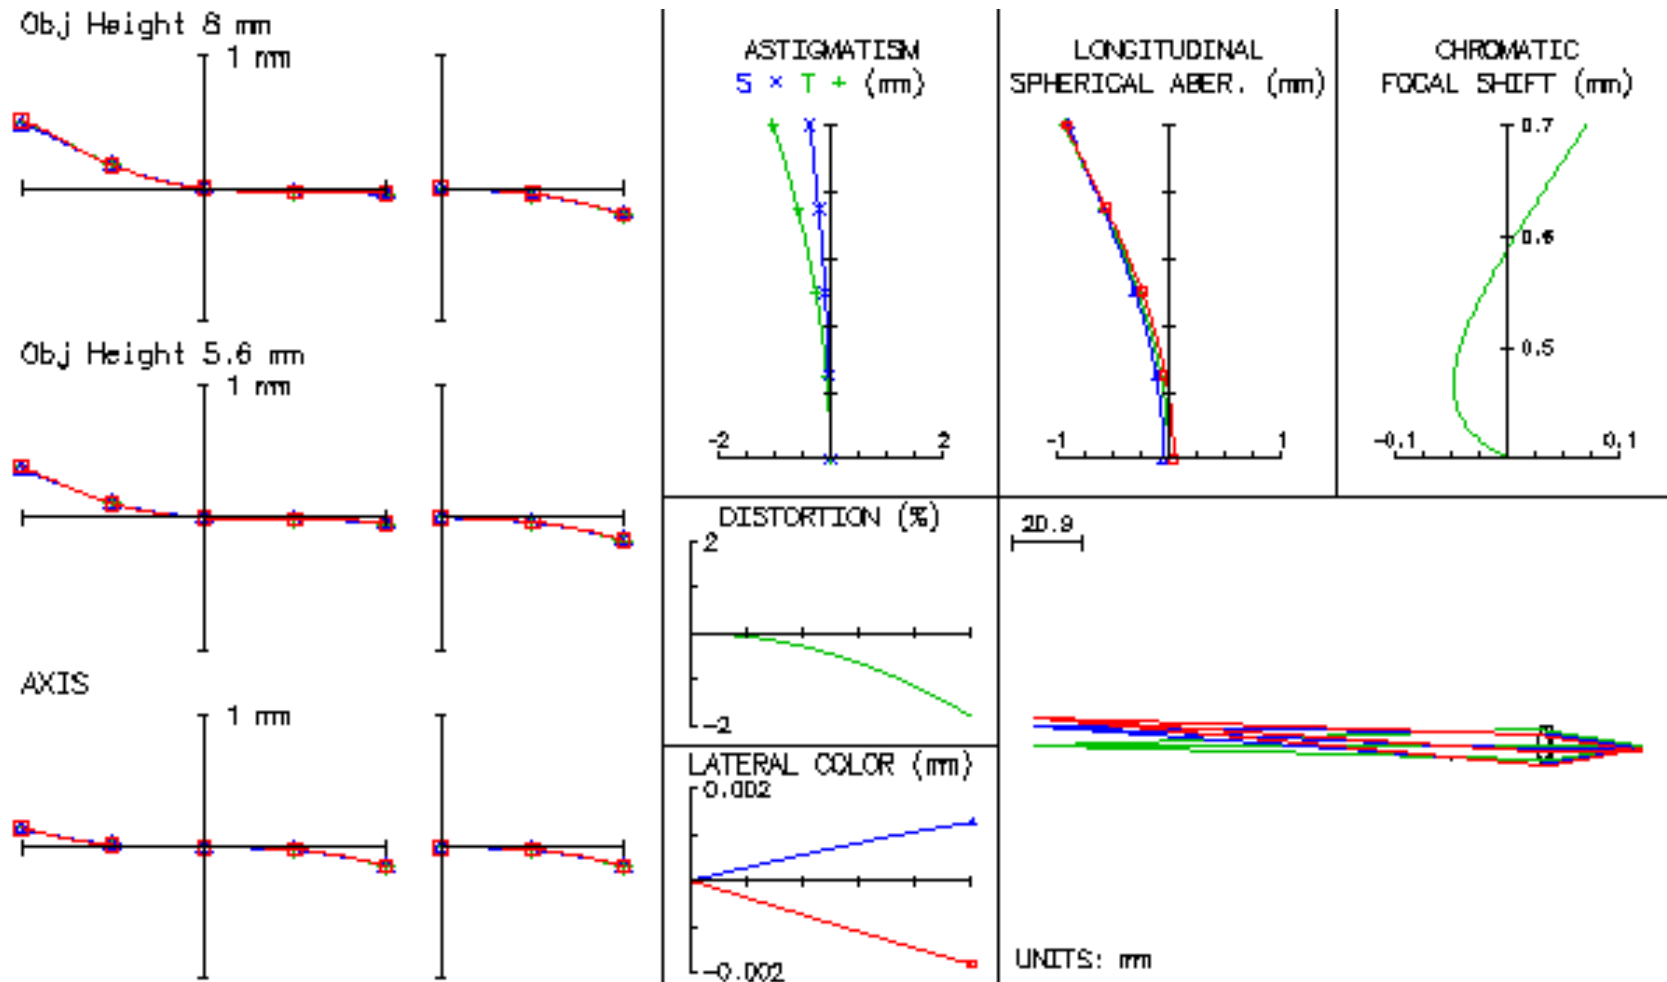 Obj Height 8 mm
1 mm
Obj Height 5.6 mm
1 mm
AXIS
1 mm
ASTIGMATISM
S × T + (mm)
-2
2
LONGITUDINAL
SPHERICAL ABER. (mm)
-1
1
CHROMATIC
FOCAL SHIFT (mm)
0.7
0.6
0.5
-0.1
0.1
DISTORTION (%)
2
-2
LATERAL COLOR (mm)
0.002
-0.002
20.9
UNITS: mm